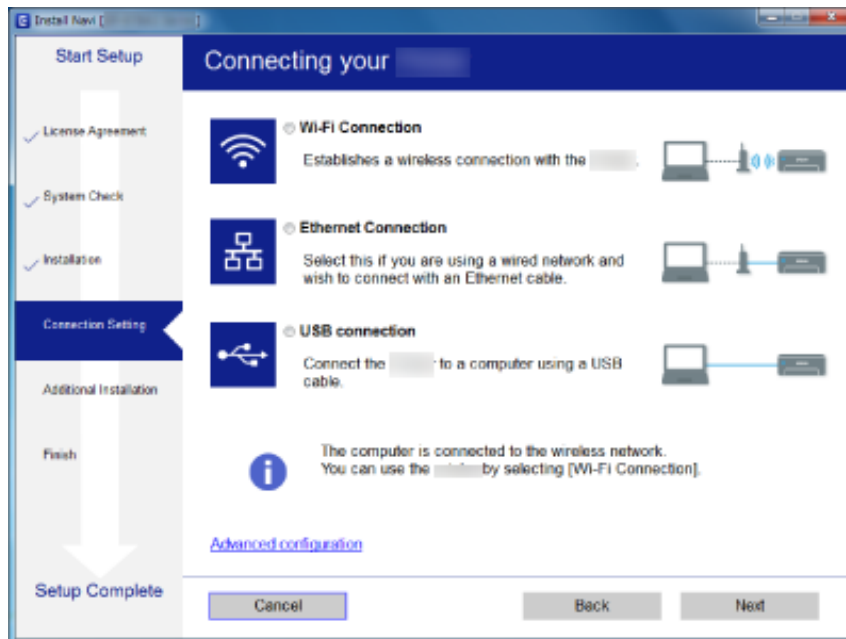 Install Navi [
]
Start Setup
License Agreement
System Check
Installation
Connection Setting
Additional Installation
Finish
Setup Complete
Connecting your
Wi-Fi Connection
Establishes a wireless connection with the
.
Ethernet Connection
Select this if you are using a wired network and
wish to connect with an Ethernet cable.
USB connection
Connect the to a computer using a USB
cable.
The computer is connected to the wireless network.
You can use the by selecting [Wi-Fi Connection].
Advanced configuration
Cancel
Back
Next